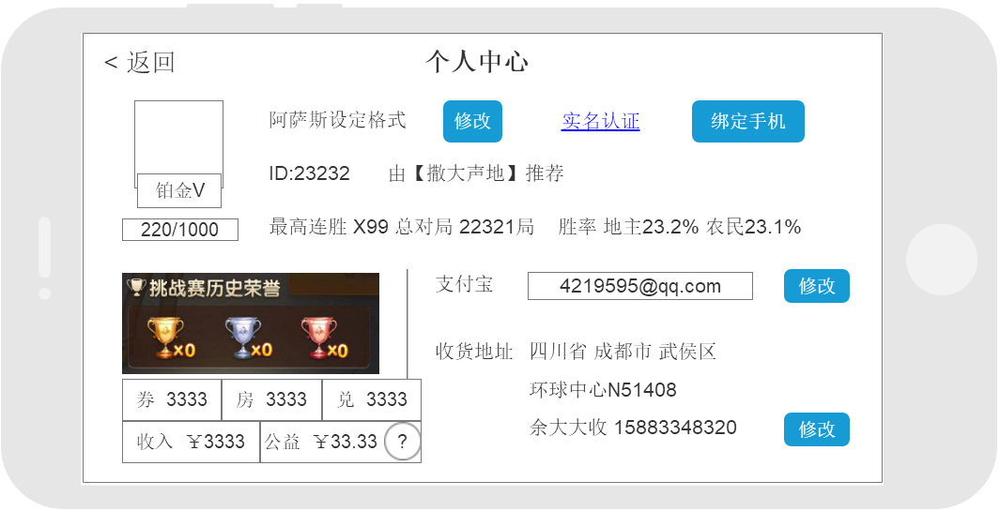 < 返回
个人中心
阿萨斯设定格式 修改 实名认证 绑定手机
铂金V
ID:23232 由【撒大声地】推荐
220/1000
最高连胜 X99 总对局 22321局 胜率 地主23.2% 农民23.1%
挑战赛历史荣誉
x0 x0 x0
支付宝 4219595@qq.com 修改
收货地址 四川省 成都市 武侯区
环球中心N51408
余大大收 15883348320 修改
券 3333 房 3333 兑 3333
收入 ￥3333 公益 ￥33.33 ?